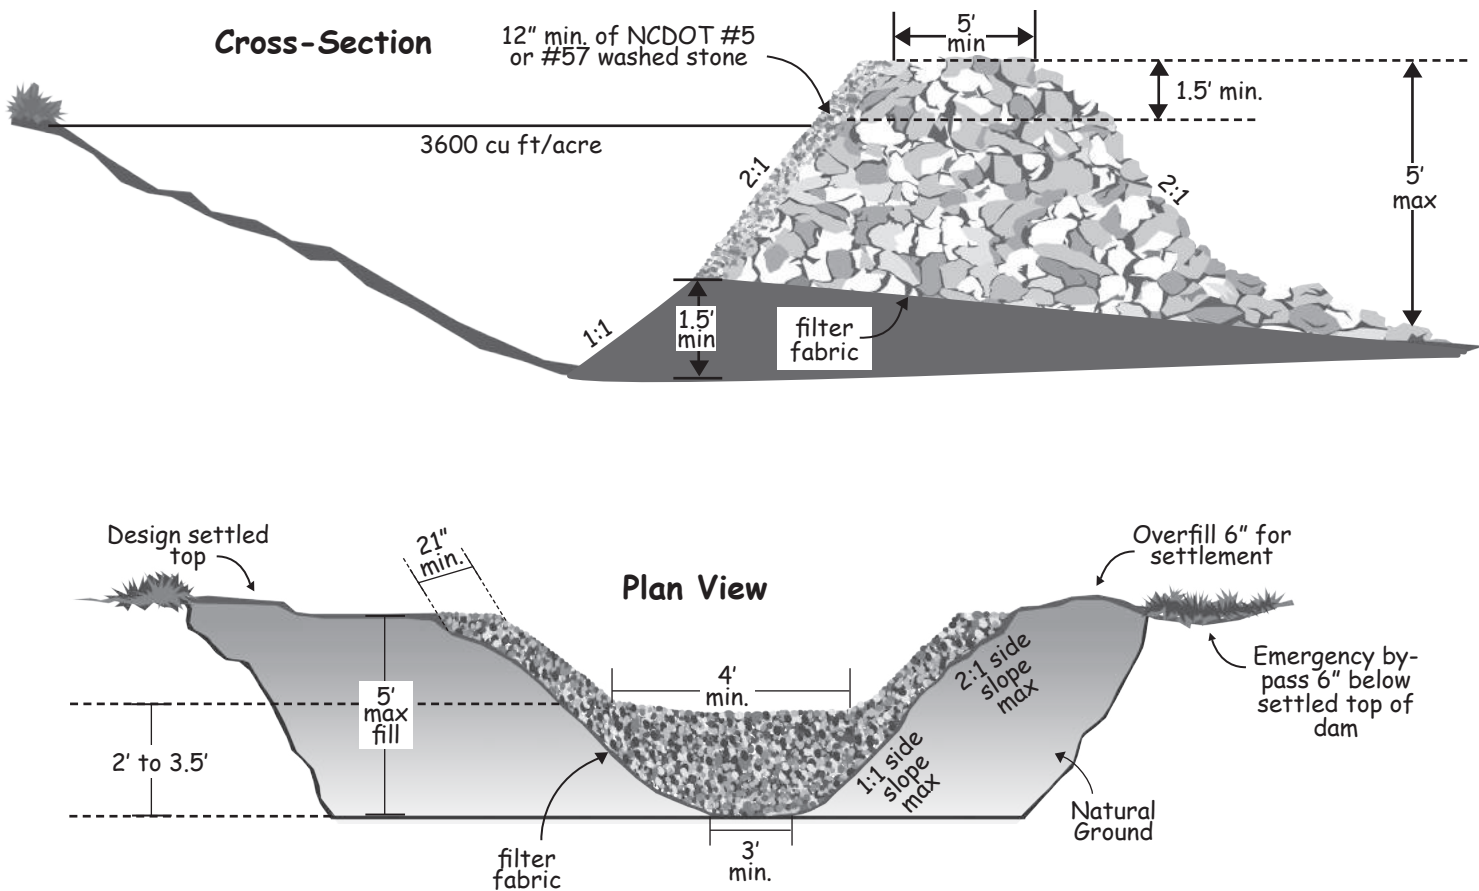 Cross-Section
12” min. of NCDOT #5
or #57 washed stone
5’
min
1.5’ min.
3600 cu ft/acre
2:1
2:1
5’
max
1:1
1.5’
min
filter
fabric
Design settled
top
21”
min.
Plan View
Overfill 6” for
settlement
4’
min.
5’
max
fill
2:1 side
slope
max
Emergency by-
pass 6” below
settled top of
dam
2’ to 3.5’
1:1 side
slope
max
Natural
Ground
filter
fabric
3’
min.